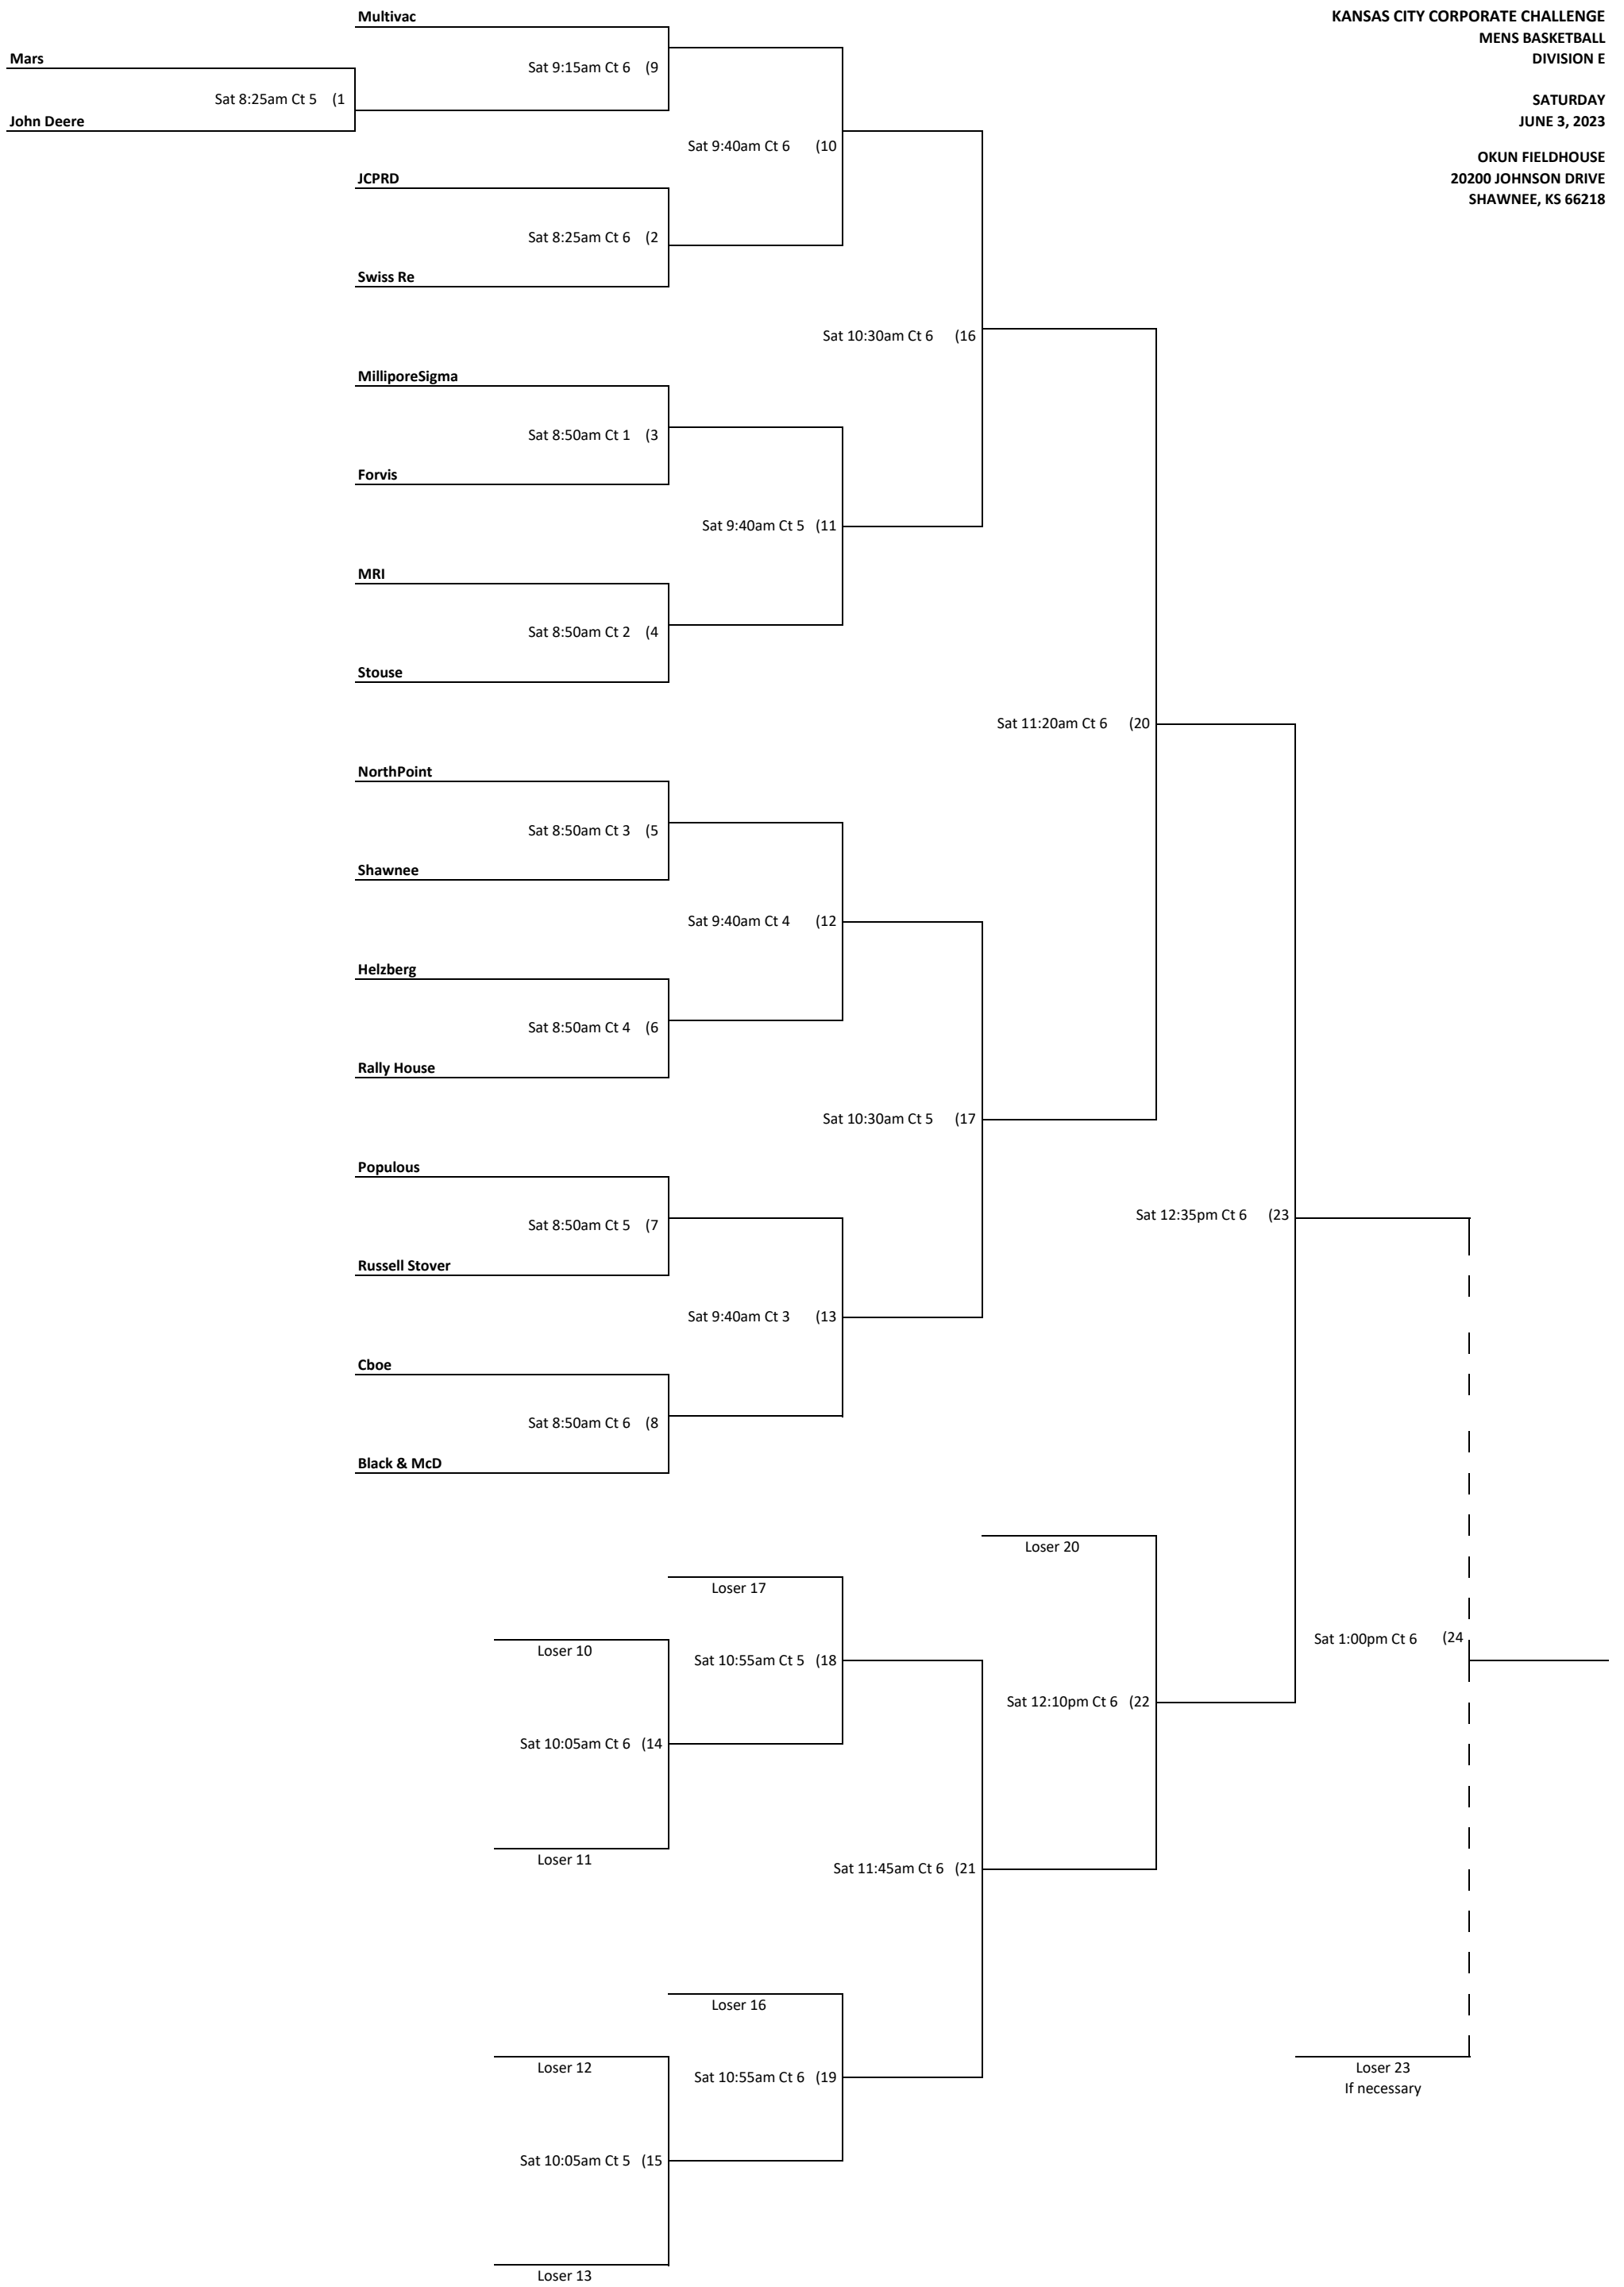 Multivac
KANSAS CITY CORPORATE CHALLENGE
MENS BASKETBALL
Mars
DIVISION E
Sat 9:15am Ct 6 (9
Sat 8:25am Ct 5 (1
SATURDAY
John Deere
JUNE 3, 2023
Sat 9:40am Ct 6 (10
OKUN FIELDHOUSE
JCPRD
20200 JOHNSON DRIVE
SHAWNEE, KS 66218
Sat 8:25am Ct 6 (2
Swiss Re
Sat 10:30am Ct 6 (16
MilliporeSigma
Sat 8:50am Ct 1 (3
Forvis
Sat 9:40am Ct 5 (11
MRI
Sat 8:50am Ct 2 (4
Stouse
Sat 11:20am Ct 6 (20
NorthPoint
Sat 8:50am Ct 3 (5
Shawnee
Sat 9:40am Ct 4 (12
Helzberg
Sat 8:50am Ct 4 (6
Rally House
Sat 10:30am Ct 5 (17
Populous
Sat 12:35pm Ct 6 (23
Sat 8:50am Ct 5 (7
Russell Stover
Sat 9:40am Ct 3 (13
Cboe
Sat 8:50am Ct 6 (8
Black & McD
Loser 20
Loser 17
Sat 1:00pm Ct 6 (24
Loser 10
Sat 10:55am Ct 5 (18
Sat 12:10pm Ct 6 (22
Sat 10:05am Ct 6 (14
Loser 11
Sat 11:45am Ct 6 (21
Loser 16
Loser 12
Sat 10:55am Ct 6 (19
Loser 23
If necessary
Sat 10:05am Ct 5 (15
Loser 13